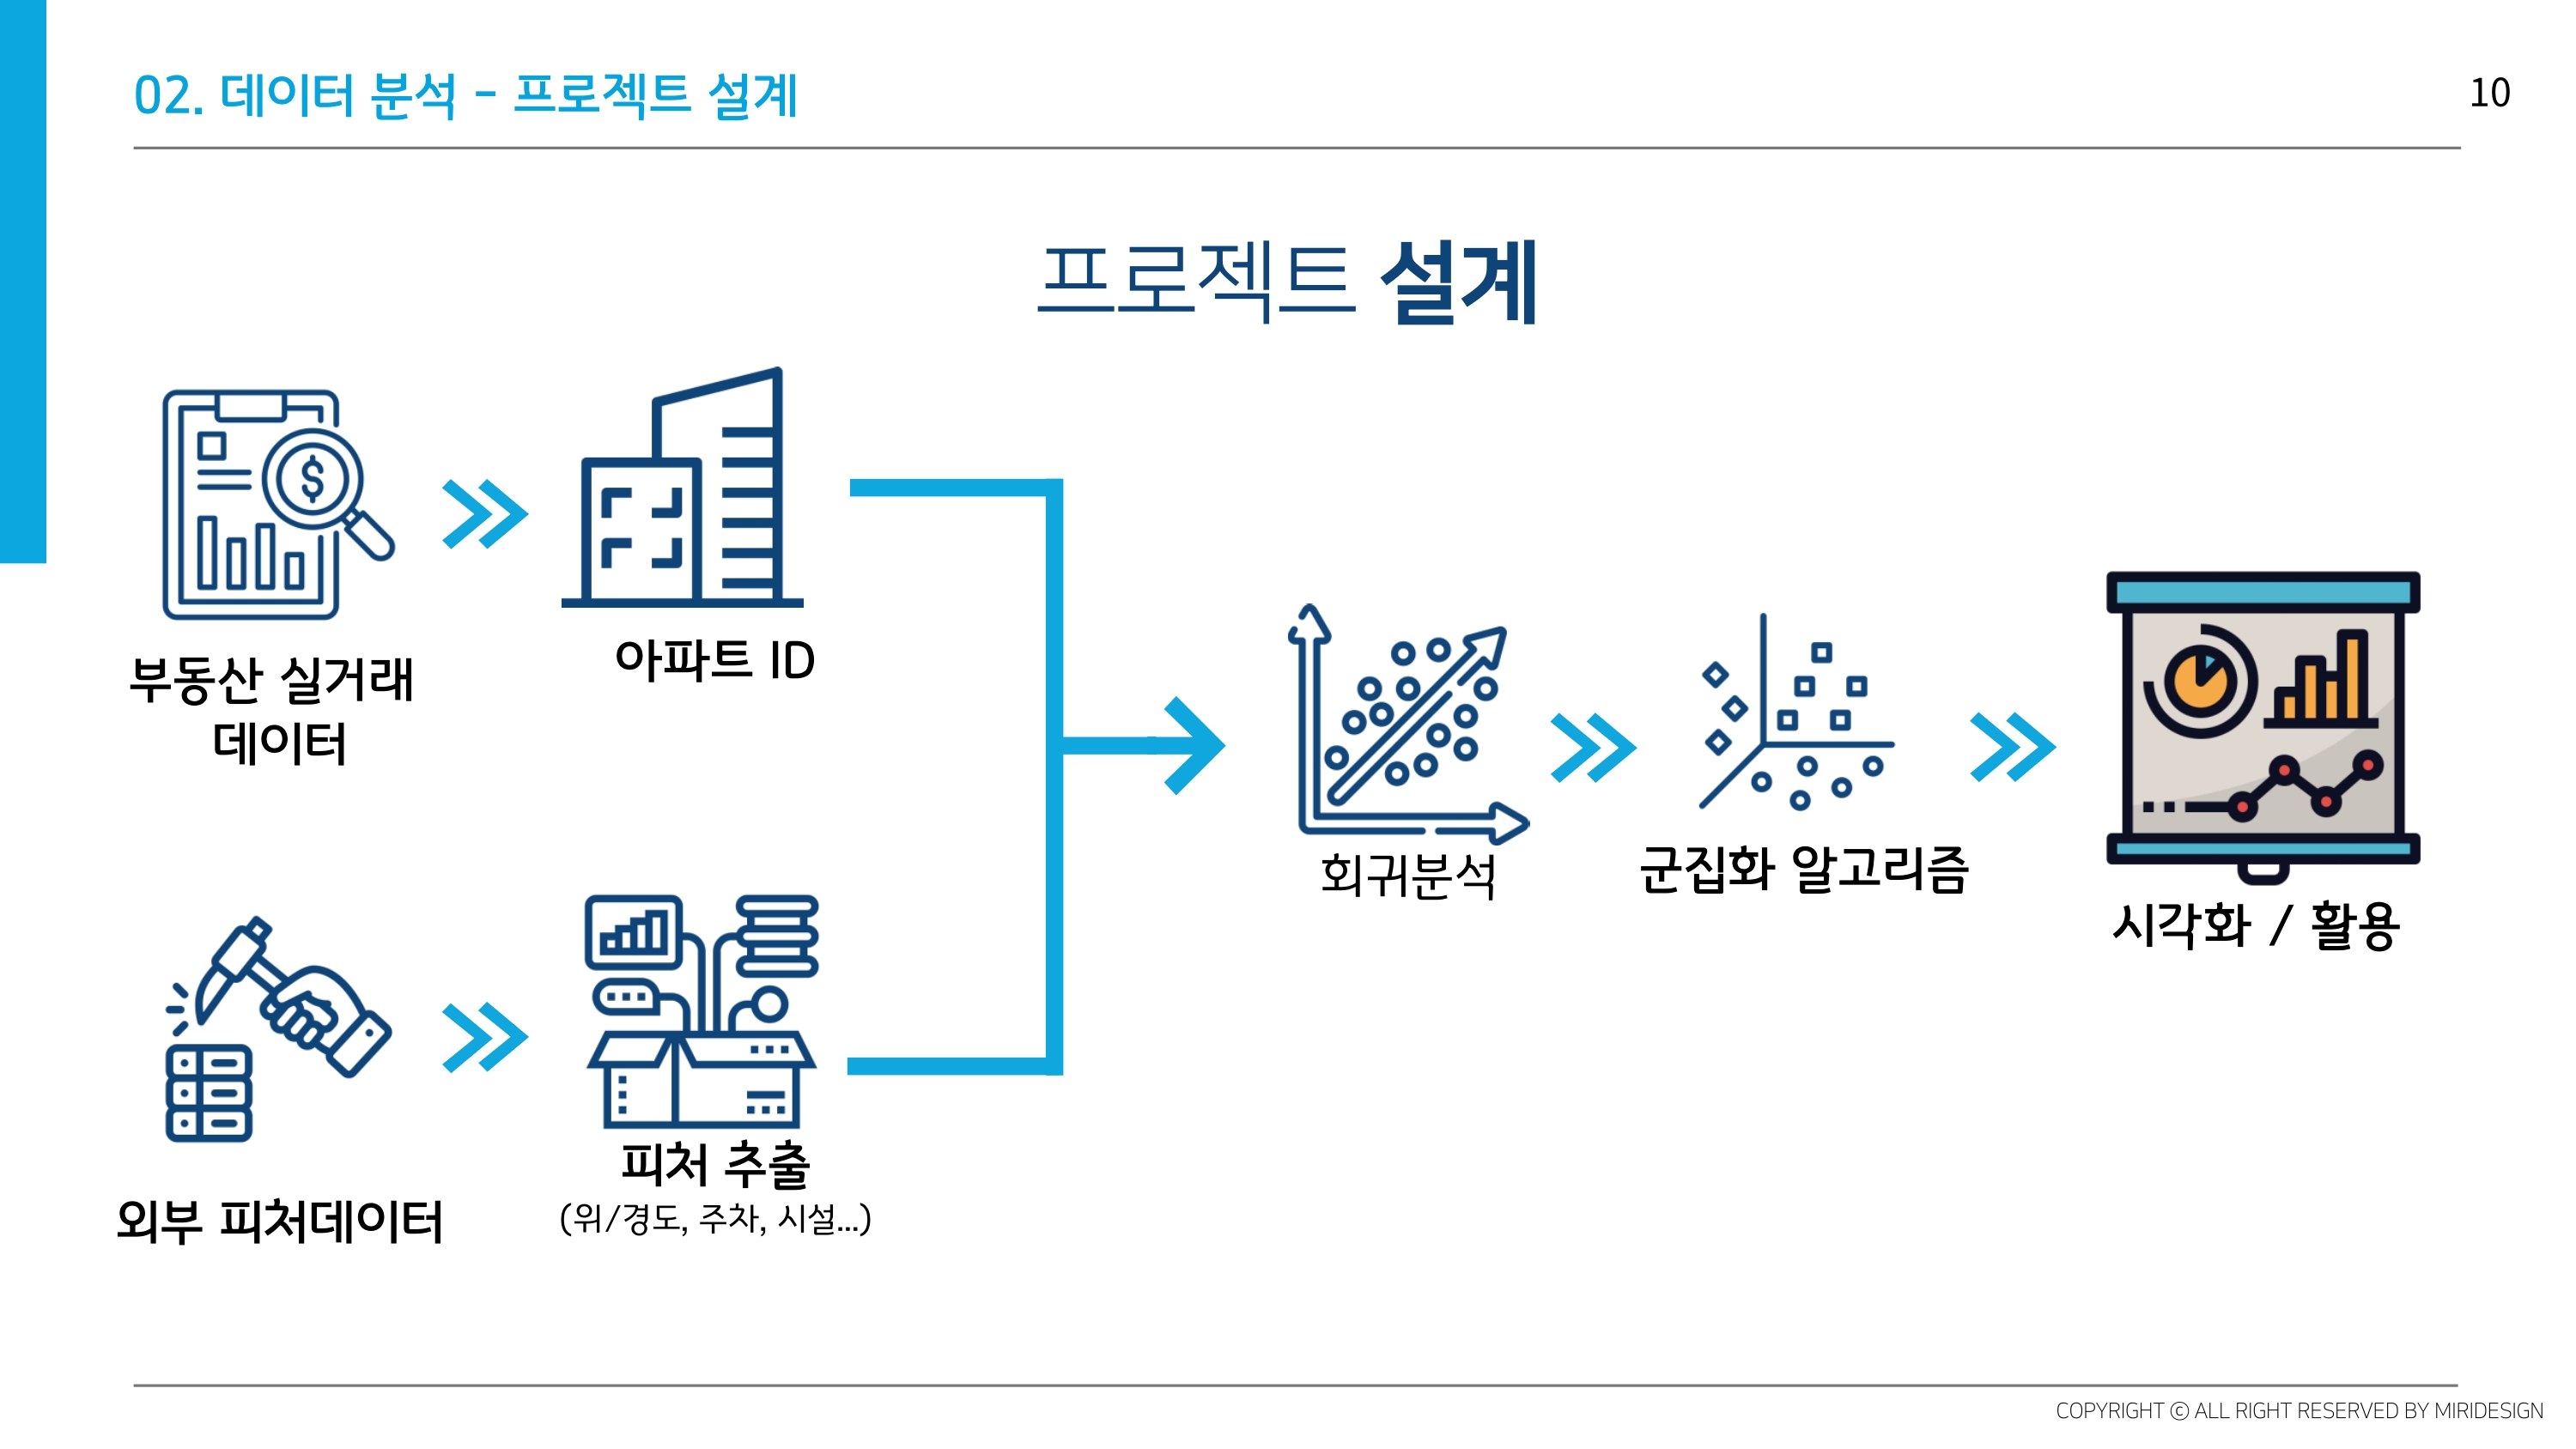 02. 데이터 분석 - 프로젝트 설계
10
프로젝트 설계
$
부동산 실거래
데이터
아파트 ID
외부 피처데이터
피처 추출
(위/경도, 주차, 시설...)
회귀분석
군집화 알고리즘
시각화 / 활용
COPYRIGHT ⓒ ALL RIGHT RESERVED BY MIRIDESIGN